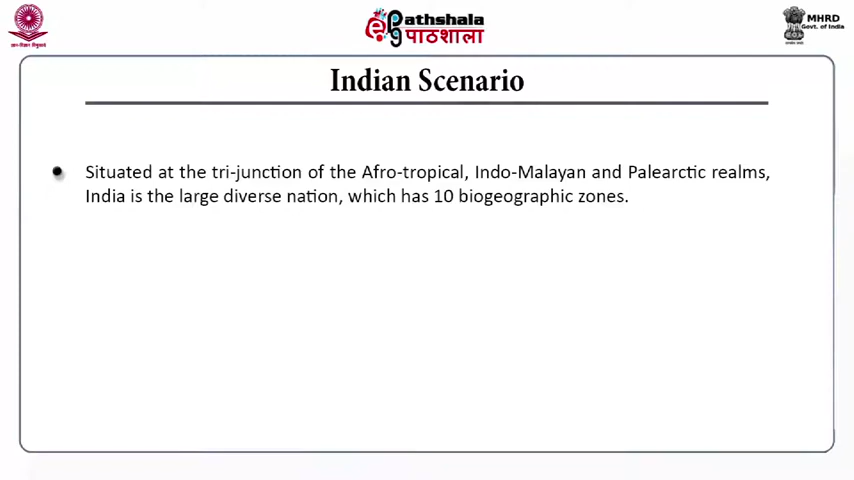 ePathshala
पाठशाला
MHRD
Govt. of India
Indian Scenario
Situated at the tri-junction of the Afro-tropical, Indo-Malayan and Palearctic realms,
India is the large diverse nation, which has 10 biogeographic zones.